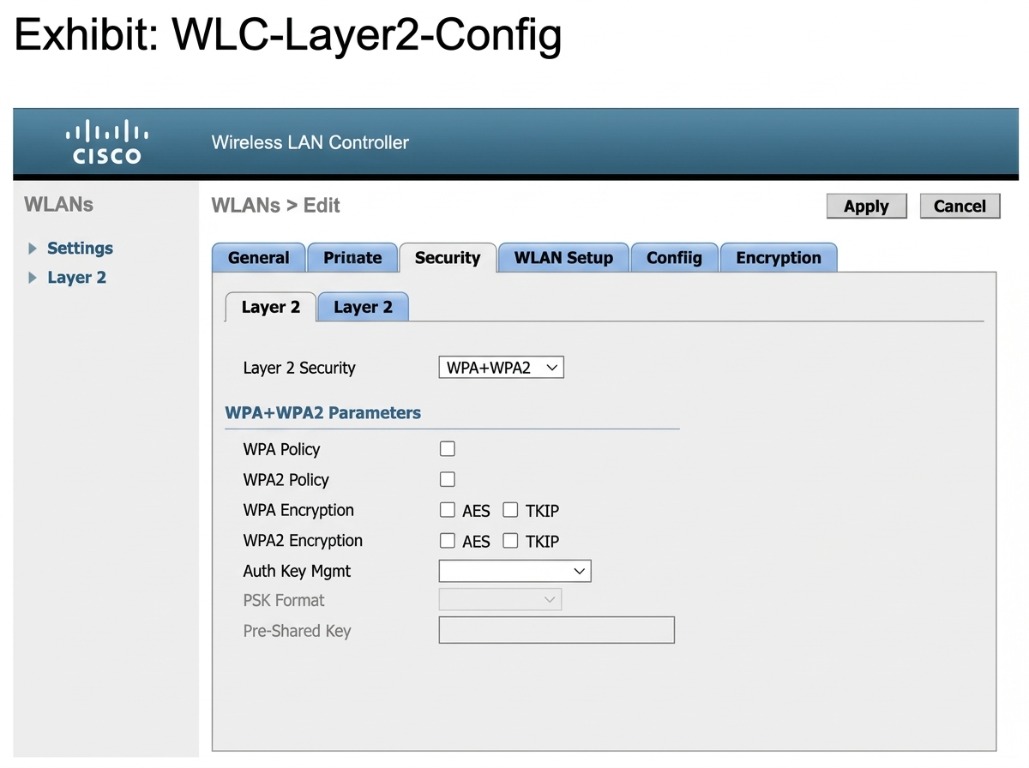 Exhibit: WLC-Layer2-Config
CISCO
Wireless LAN Controller
WLANs
Settings
Layer 2
WLANs > Edit
Apply
Cancel
General
Priuate
Security
WLAN Setup
Confiig
Encryption
Layer 2
Layer 2
Layer 2 Security
WPA+WPA2
WPA+WPA2 Parameters
WPA Policy
WPA2 Policy
WPA Encryption
AES
TKIP
WPA2 Encryption
AES
TKIP
Auth Key Mgmt
PSK Format
Pre-Shared Key